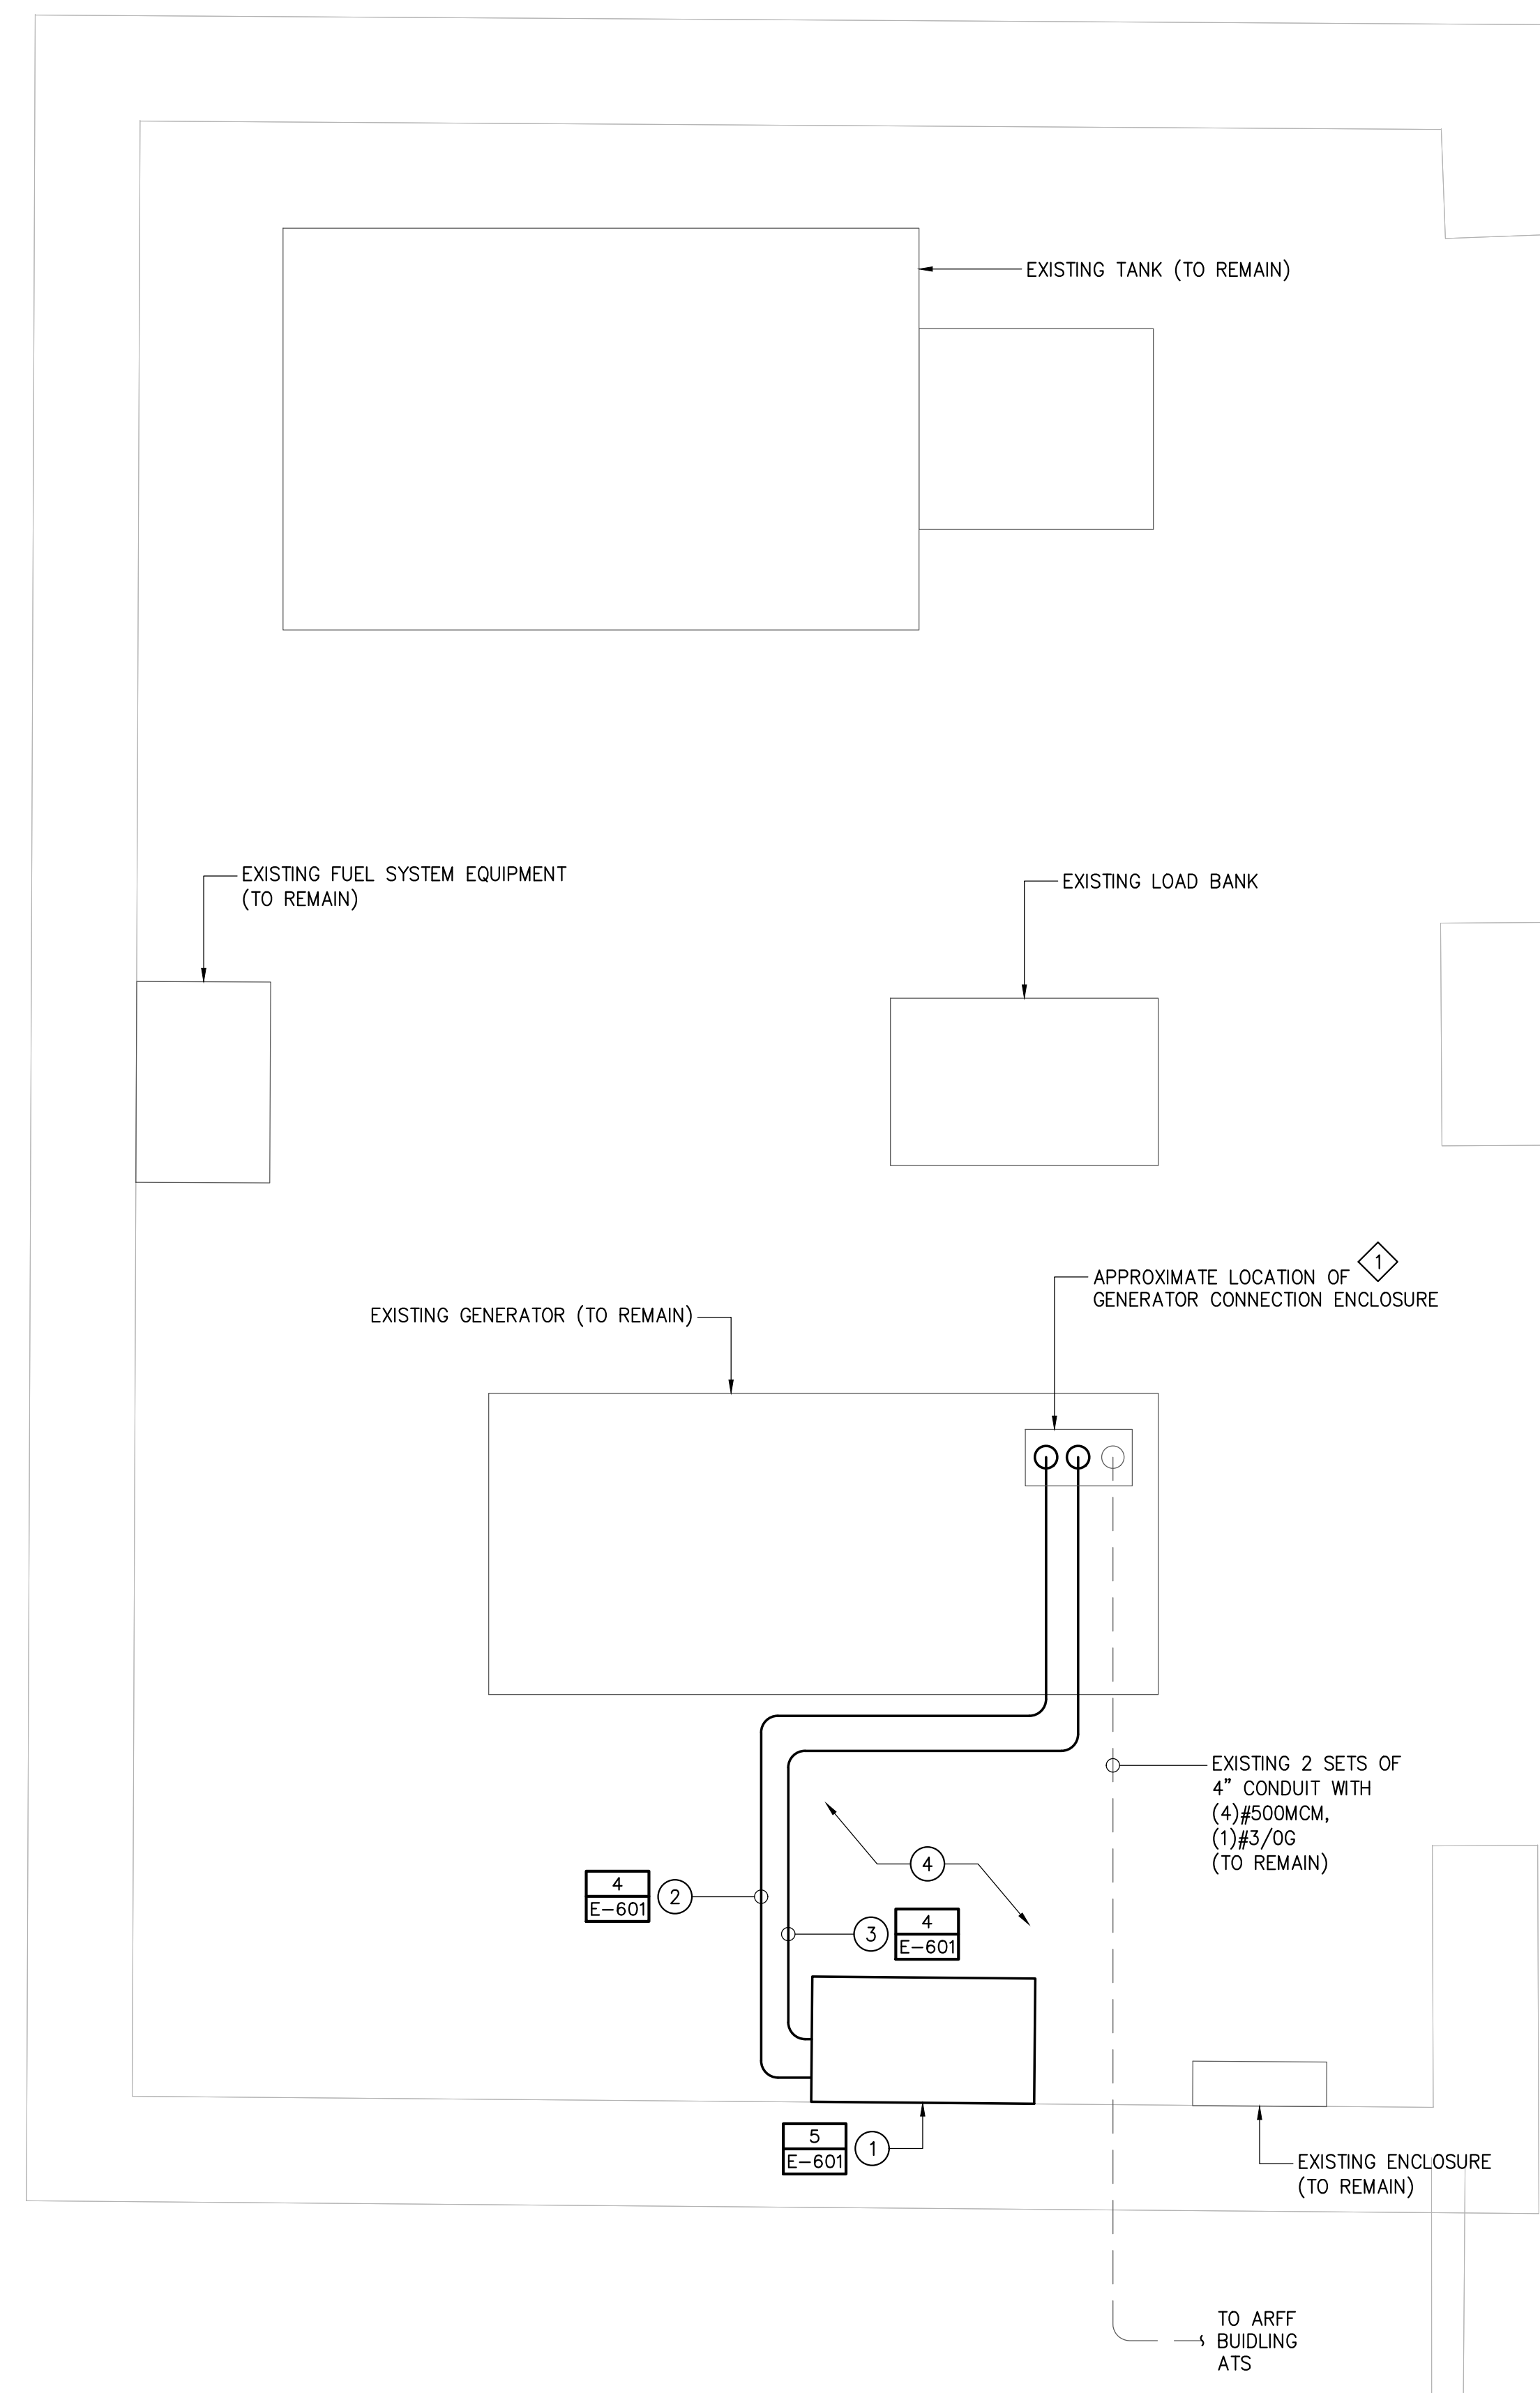 EXISTING TANK (TO REMAIN)
EXISTING FUEL SYSTEM EQUIPMENT
(TO REMAIN)
EXISTING LOAD BANK
1
APPROXIMATE LOCATION OF
GENERATOR CONNECTION ENCLOSURE
EXISTING GENERATOR (TO REMAIN)
EXISTING 2 SETS OF
4" CONDUIT WITH
(4)#500MCM,
(1)#3/0G
(TO REMAIN)
4
4
E-601
2
3
4
E-601
5
E-601
1
EXISTING ENCLOSURE
(TO REMAIN)
TO ARFF
BUIDLING
ATS